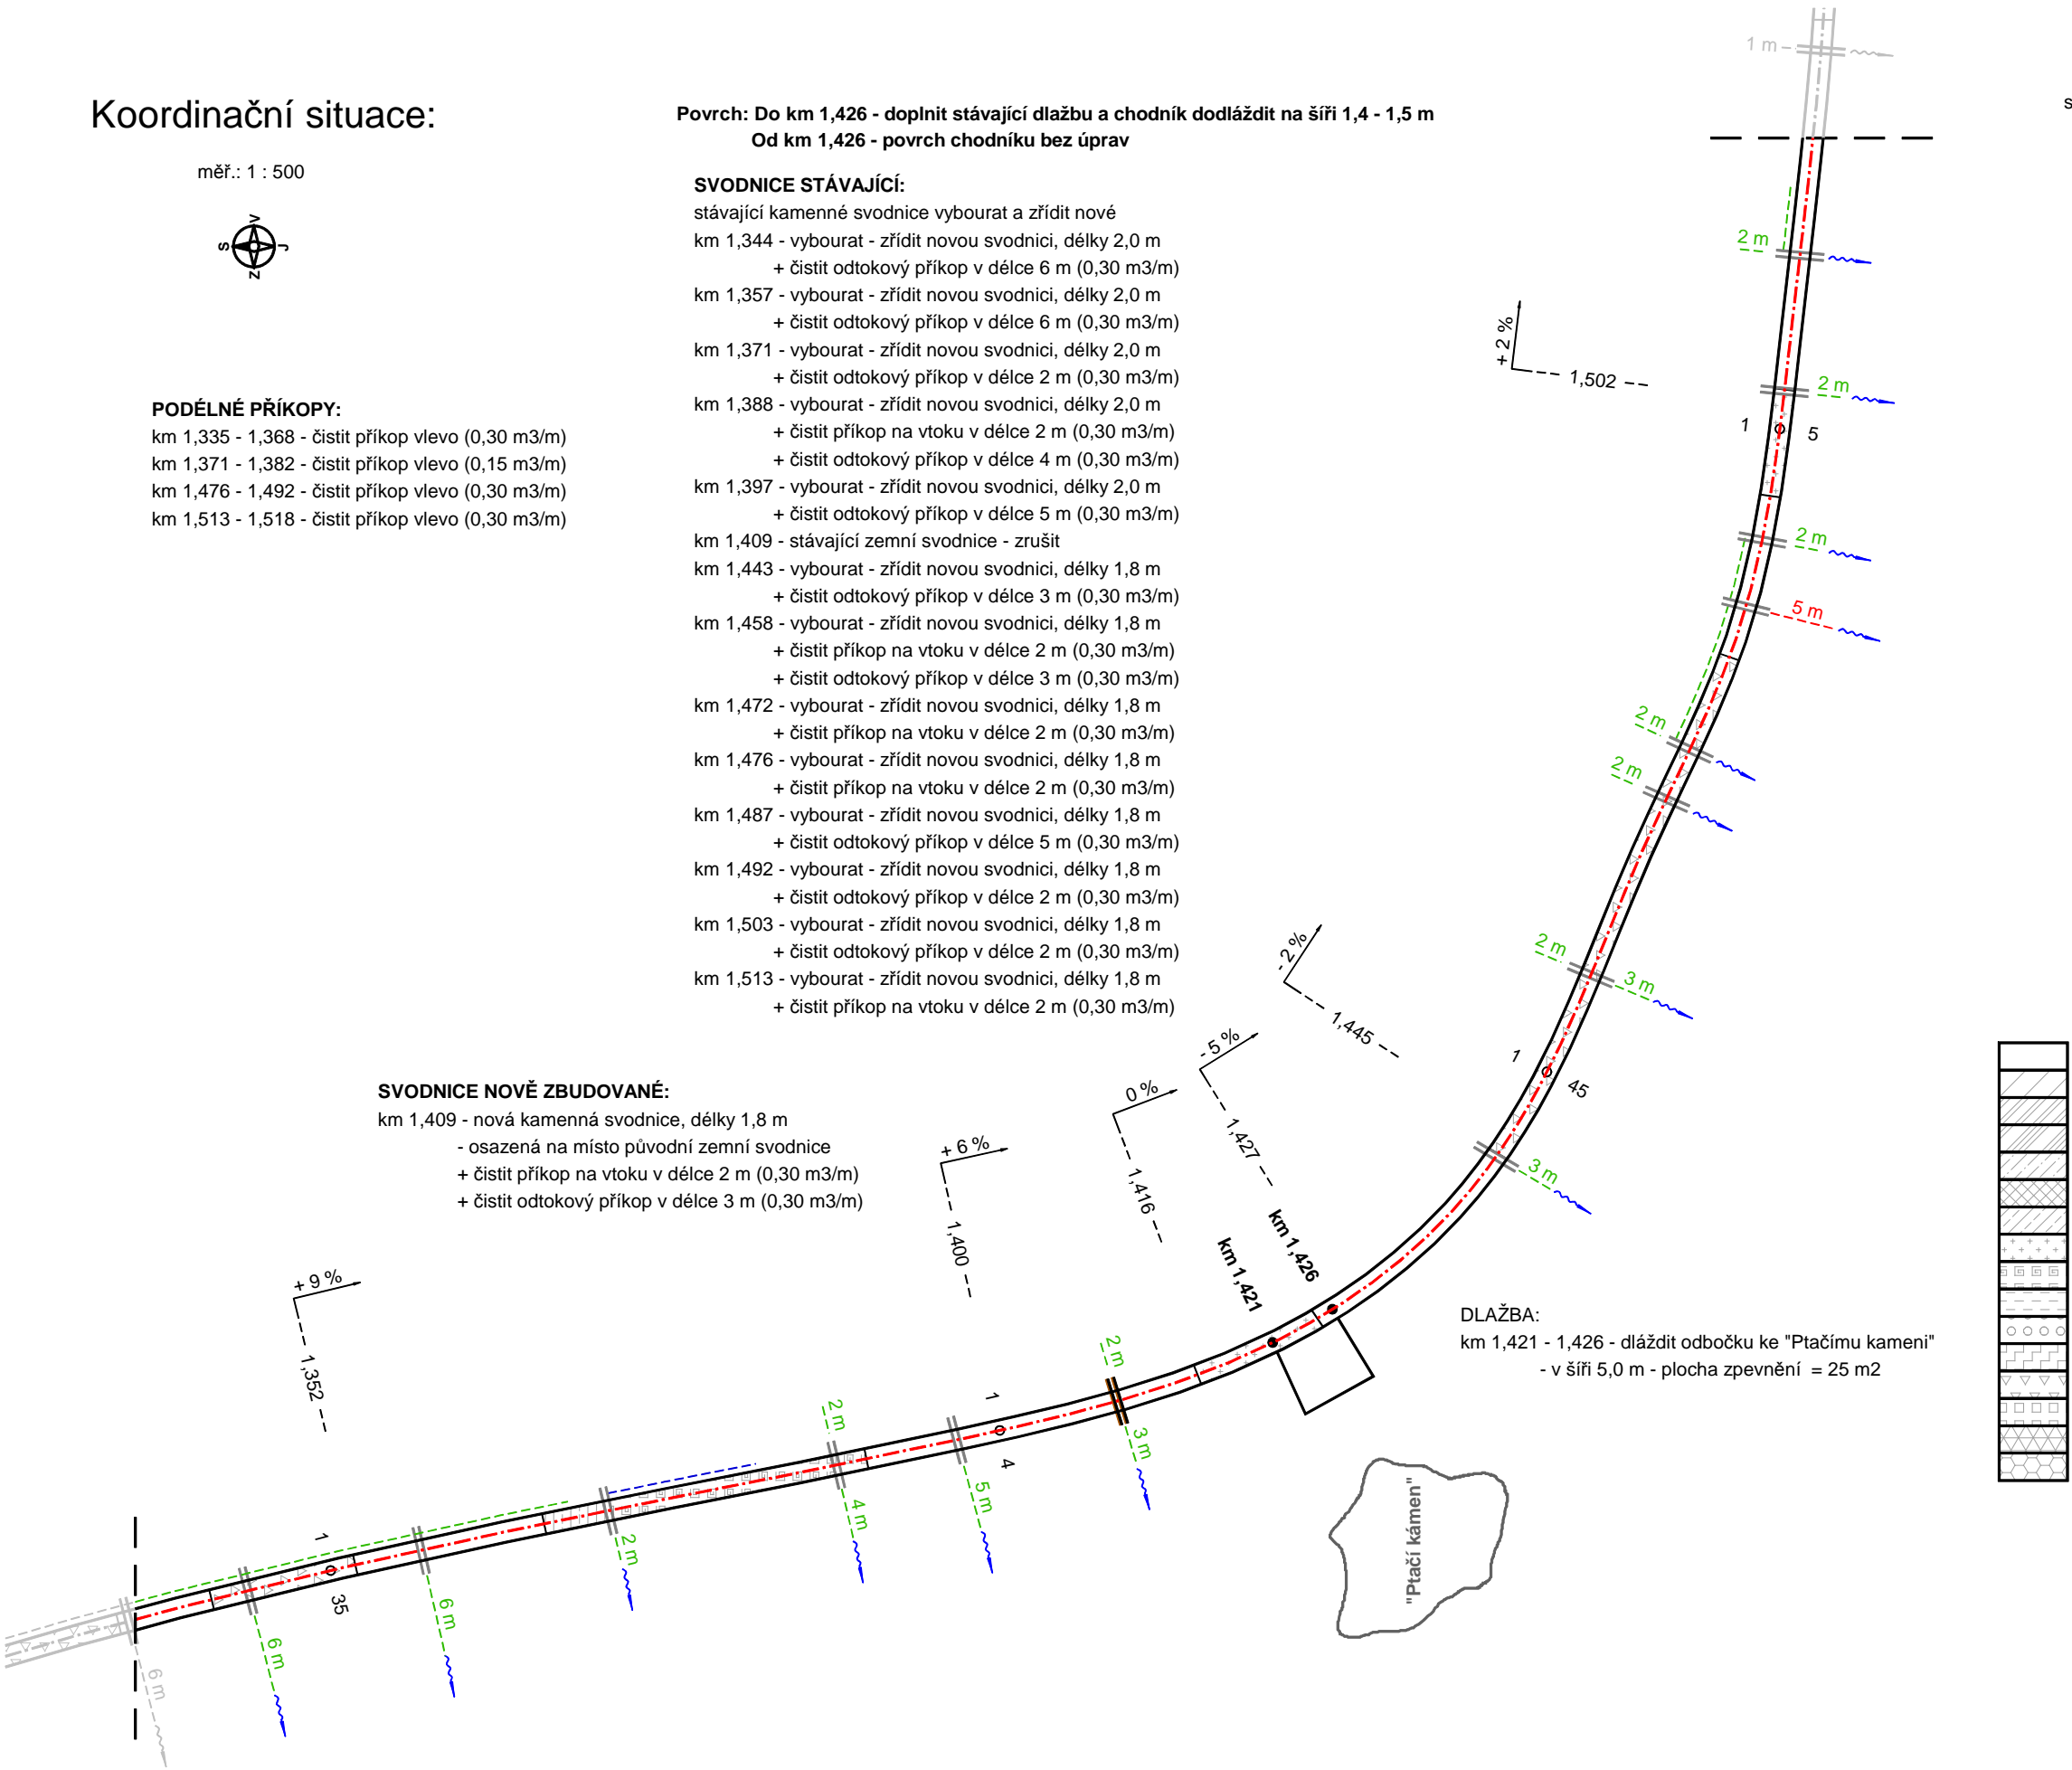 Koordinační situace:
měř.: 1 : 500
S
V
J
Z
Povrch: Do km 1,426 - doplnit stávající dlažbu a chodník dodláždit na šíři 1,4 - 1,5 m
Od km 1,426 - povrch chodníku bez úprav
SVODNICE STÁVAJÍCÍ:
stávající kamenné svodnice vybourat a zřídit nové
km 1,344 - vybourat - zřídit novou svodnici, délky 2,0 m
+ čistit odtokový příkop v délce 6 m (0,30 m3/m)
km 1,357 - vybourat - zřídit novou svodnici, délky 2,0 m
+ čistit odtokový příkop v délce 6 m (0,30 m3/m)
km 1,371 - vybourat - zřídit novou svodnici, délky 2,0 m
+ čistit odtokový příkop v délce 2 m (0,30 m3/m)
km 1,388 - vybourat - zřídit novou svodnici, délky 2,0 m
+ čistit příkop na vtoku v délce 2 m (0,30 m3/m)
+ čistit odtokový příkop v délce 4 m (0,30 m3/m)
km 1,397 - vybourat - zřídit novou svodnici, délky 2,0 m
+ čistit odtokový příkop v délce 5 m (0,30 m3/m)
km 1,409 - stávající zemní svodnice - zrušit
km 1,443 - vybourat - zřídit novou svodnici, délky 1,8 m
+ čistit odtokový příkop v délce 3 m (0,30 m3/m)
km 1,458 - vybourat - zřídit novou svodnici, délky 1,8 m
+ čistit příkop na vtoku v délce 2 m (0,30 m3/m)
+ čistit odtokový příkop v délce 3 m (0,30 m3/m)
km 1,472 - vybourat - zřídit novou svodnici, délky 1,8 m
+ čistit příkop na vtoku v délce 2 m (0,30 m3/m)
km 1,476 - vybourat - zřídit novou svodnici, délky 1,8 m
+ čistit příkop na vtoku v délce 2 m (0,30 m3/m)
km 1,487 - vybourat - zřídit novou svodnici, délky 1,8 m
+ čistit odtokový příkop v délce 5 m (0,30 m3/m)
km 1,492 - vybourat - zřídit novou svodnici, délky 1,8 m
+ čistit odtokový příkop v délce 2 m (0,30 m3/m)
km 1,503 - vybourat - zřídit novou svodnici, délky 1,8 m
+ čistit odtokový příkop v délce 2 m (0,30 m3/m)
km 1,513 - vybourat - zřídit novou svodnici, délky 1,8 m
+ čistit příkop na vtoku v délce 2 m (0,30 m3/m)
PODÉLNÉ PŘÍKOPY:
km 1,335 - 1,368 - čistit příkop vlevo (0,30 m3/m)
km 1,371 - 1,382 - čistit příkop vlevo (0,15 m3/m)
km 1,476 - 1,492 - čistit příkop vlevo (0,30 m3/m)
km 1,513 - 1,518 - čistit příkop vlevo (0,30 m3/m)
SVODNICE NOVĚ ZBUDOVANÉ:
km 1,409 - nová kamenná svodnice, délky 1,8 m
- osazená na místo původní zemní svodnice
+ čistit příkop na vtoku v délce 2 m (0,30 m3/m)
+ čistit odtokový příkop v délce 3 m (0,30 m3/m)
1 m
s
2 m
+ 2 %
1,502
2 m
1
5
2 m
5 m
2 m
2 m
2 m
3 m
- 2 %
1,445
1
45
3 m
- 5 %
1,427
0 %
1,416
+ 6 %
1,400
km 1,426
km 1,421
+ 9 %
1,352
DLAŽBA:
km 1,421 - 1,426 - dláždit odbočku ke "Ptačímu kameni"
- v šíři 5,0 m - plocha zpevnění = 25 m2
2 m
3 m
1
4
2 m
4 m
5 m
2 m
1
35
6 m
6 m
6 m
"Ptačí kámen"